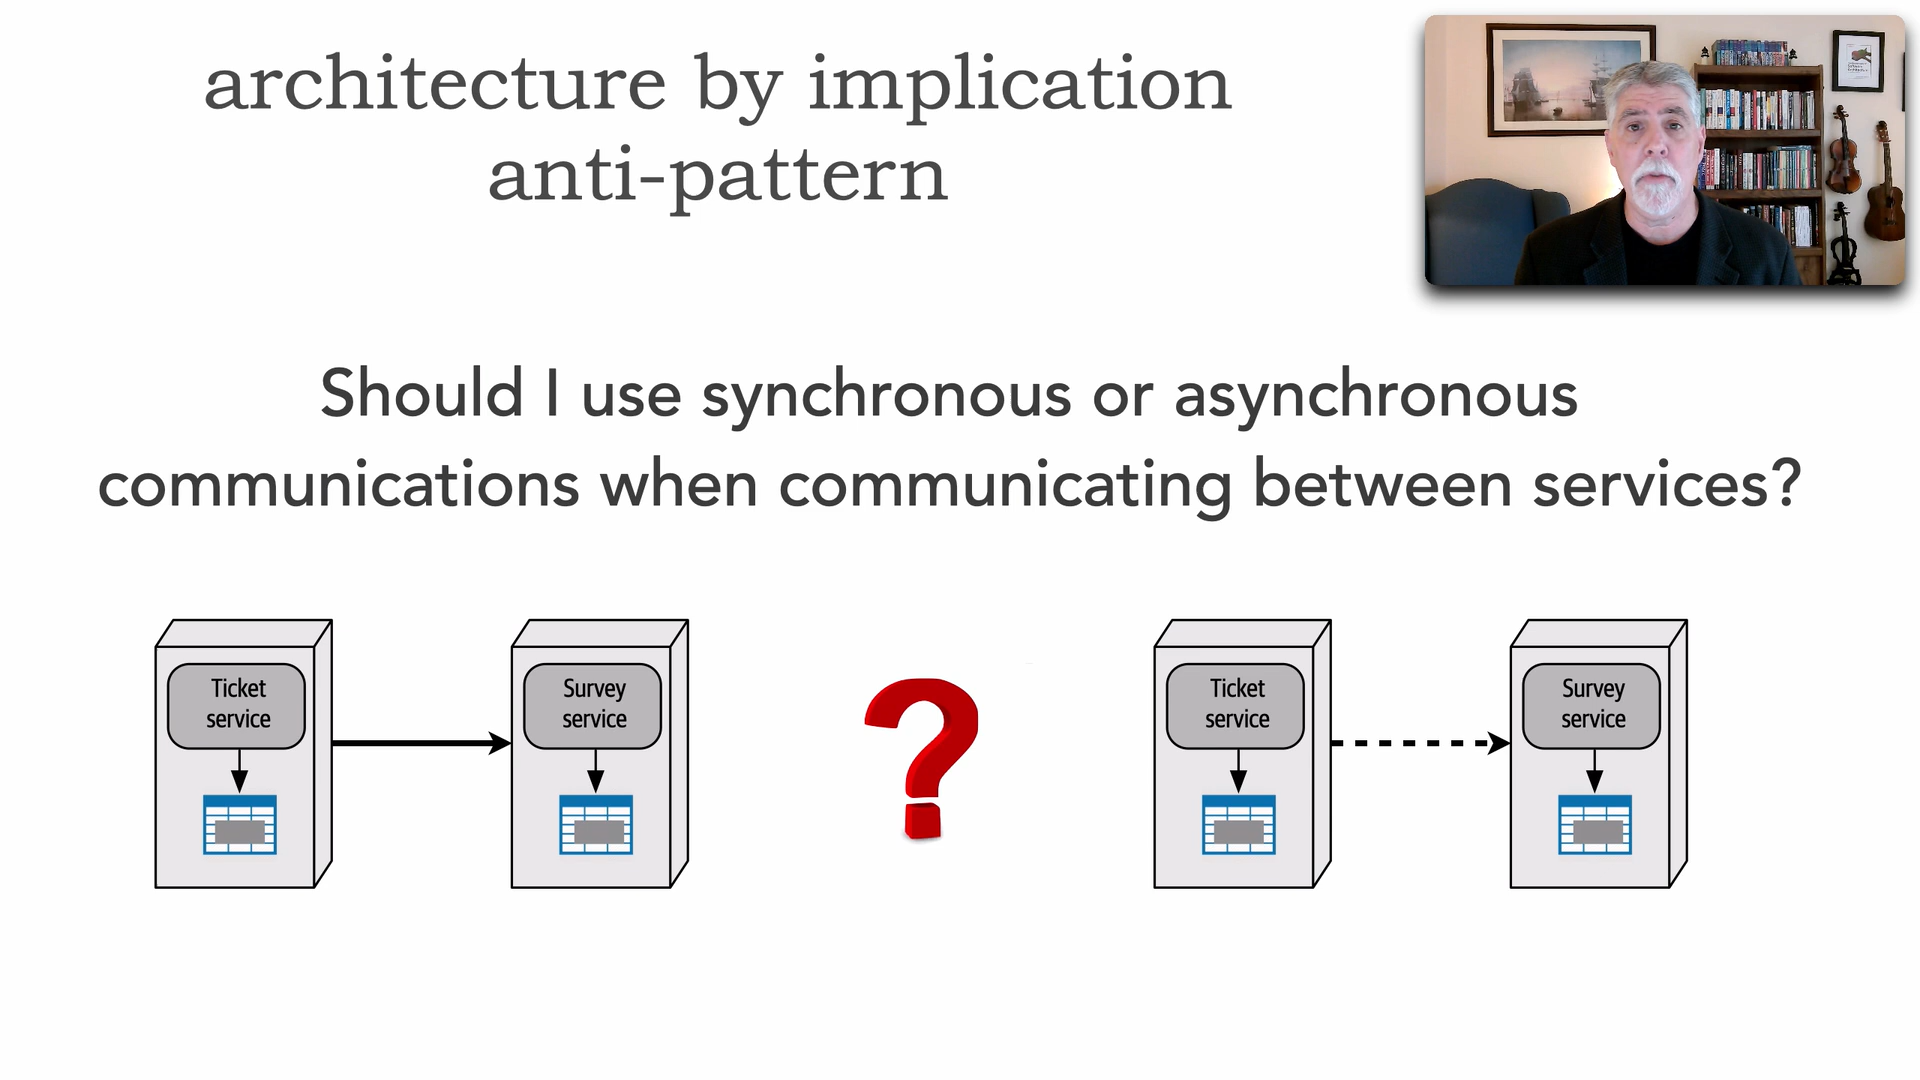 architecture by implication
anti-pattern
Should I use synchronous or asynchronous
communications when communicating between services?
Ticket
service
Survey
service
?
Ticket
service
Survey
service